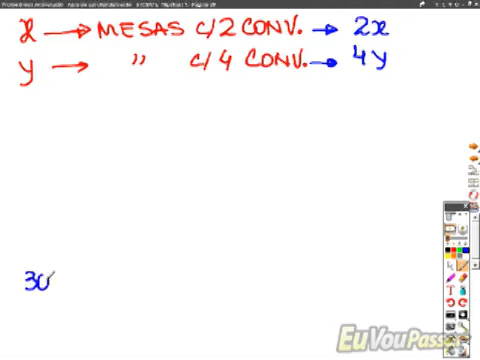 x → MESAS c/2 CONV. → 2x
y → " c/4 CONV. → 4y
30
EuVouPassar